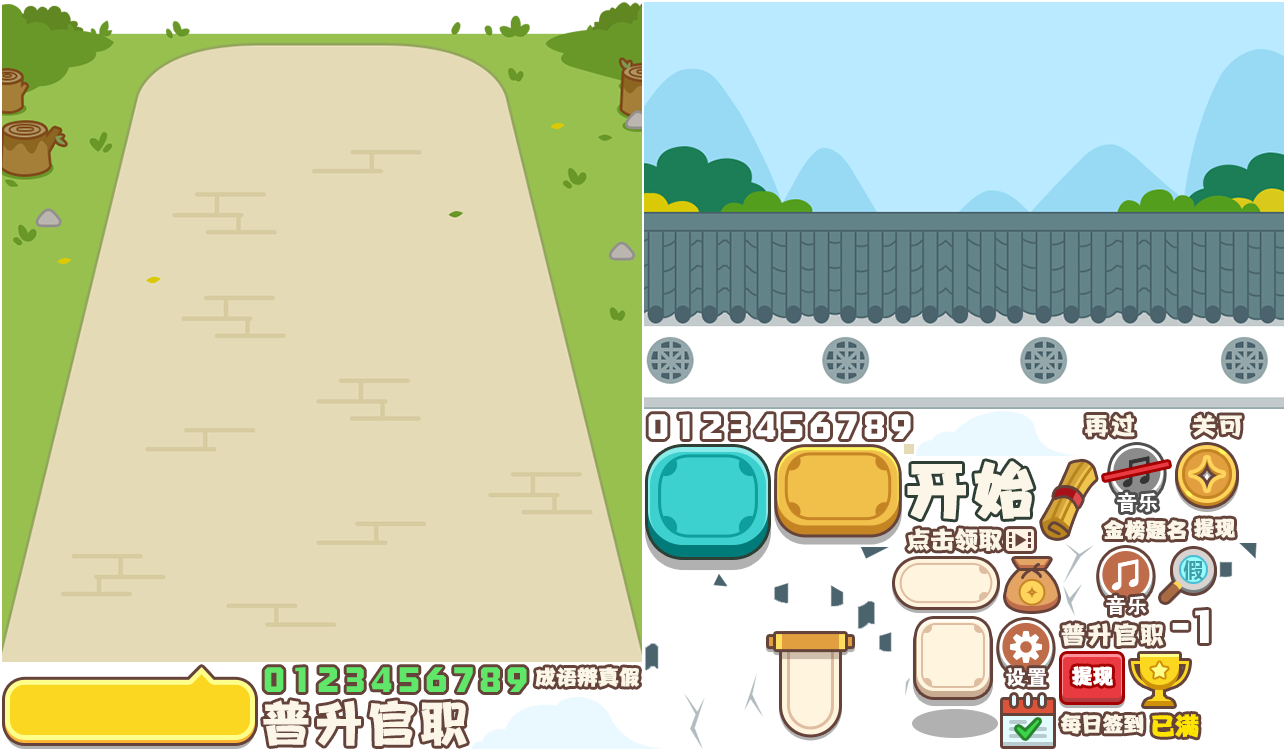 0123456789
再过
关可
开始
音乐
点击领取
金榜题名
提现
假
音乐
普升官职
-1
0123456789
成语辨真假
设置
提现
普升官职
每日签到
已满